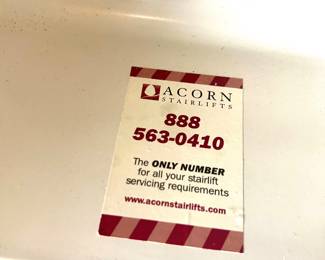 ACORN
STAIRLIFTS
888
563-0410
The ONLY NUMBER
for all your stairlift
servicing requirements
www.acornstairlifts.com